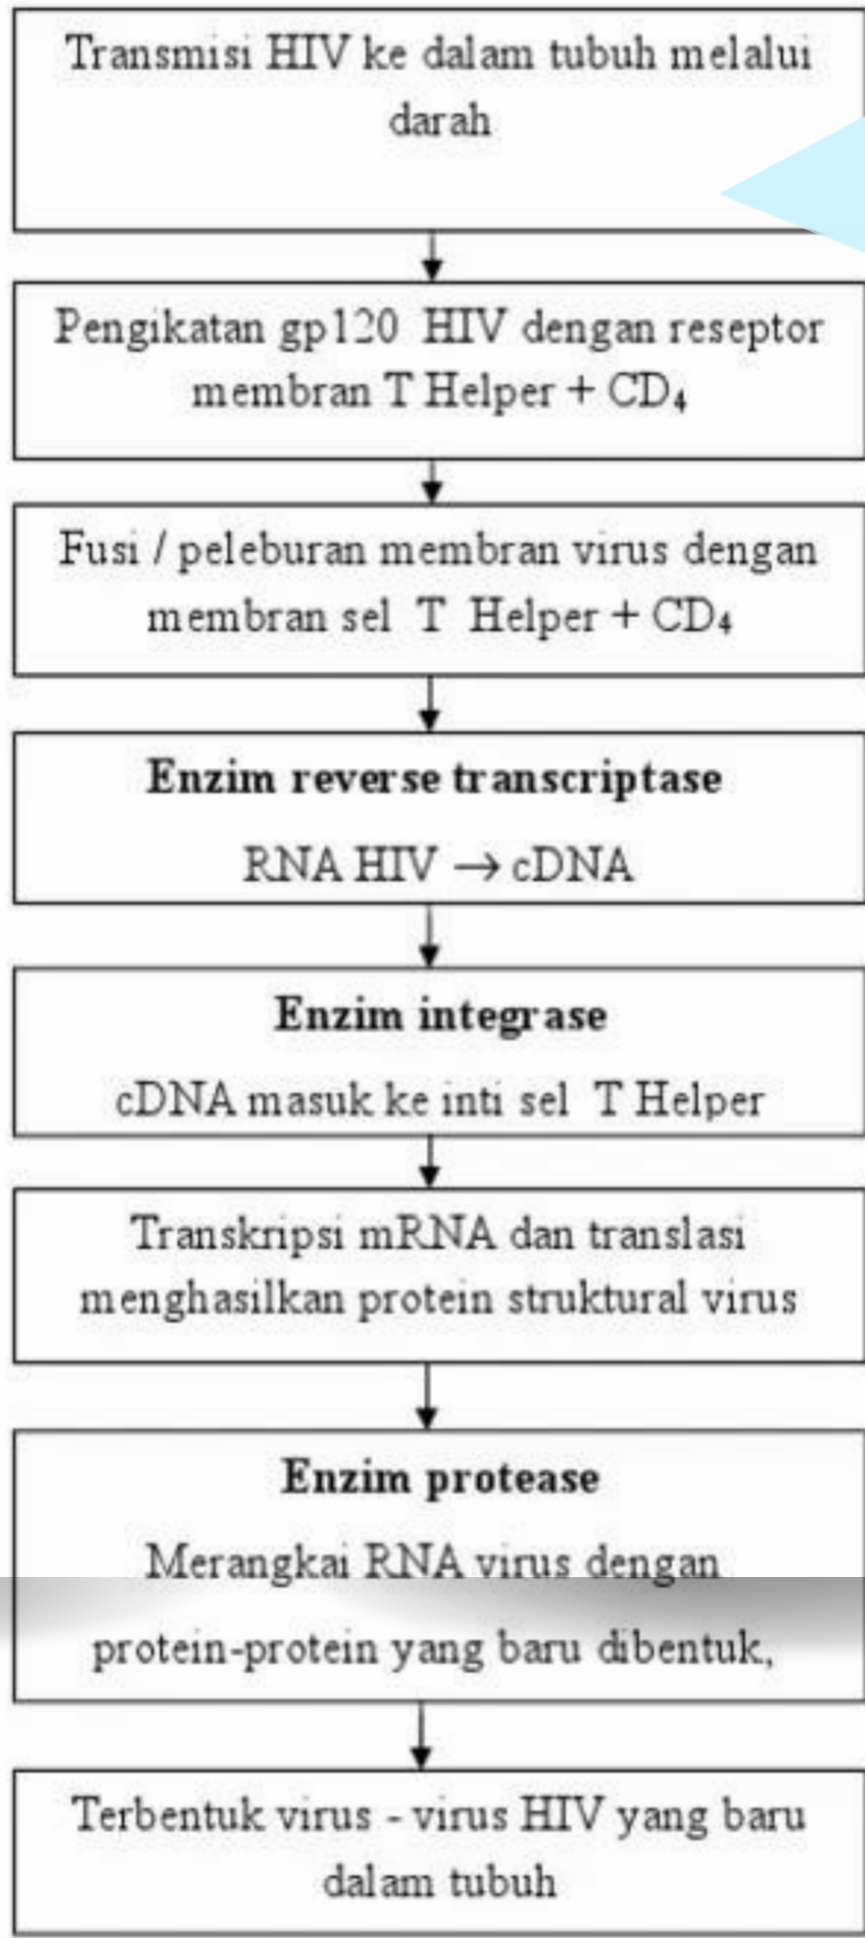 Transmisi HIV ke dalam tubuh melalui
darah
Pengikatan gp120 HIV dengan reseptor
membran T Helper + CD₄
Fusi / peleburan membran virus dengan
membran sel T Helper + CD₄
Enzim reverse transcriptase
RNA HIV → cDNA
Enzim integrase
cDNA masuk ke inti sel T Helper
Transkripsi mRNA dan translasi
menghasilkan protein struktural virus
Enzim protease
Merangkai RNA virus dengan
protein-protein yang baru dibentuk,
Terbentuk virus - virus HIV yang baru
dalam tubuh